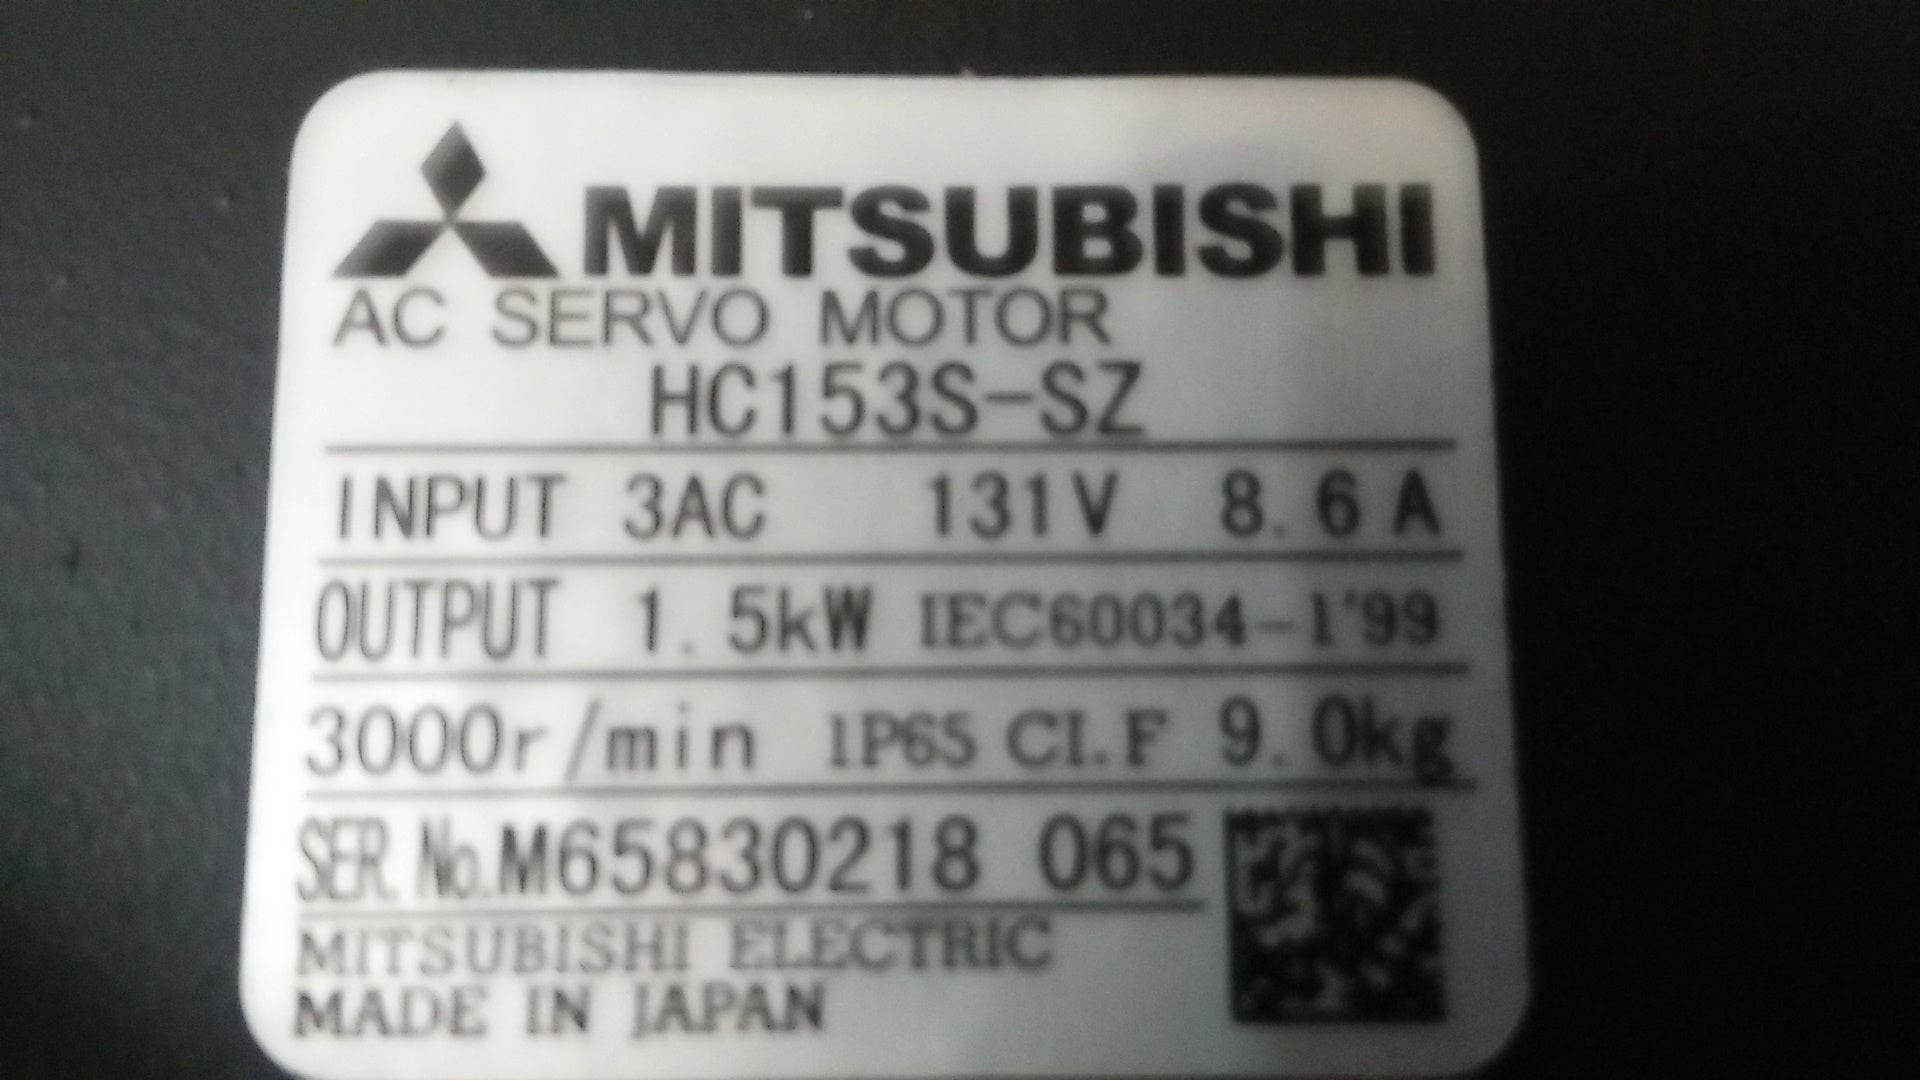 MITSUBISHI
AC SERVO MOTOR
HC153S-SZ
INPUT 3AC 131V 8.6A
OUTPUT 1.5kW IEC60034-1'99
3000r/min IP65 CI.F 9.0kg
SER.No.M65830218 065
MITSUBISHI ELECTRIC
MADE IN JAPAN